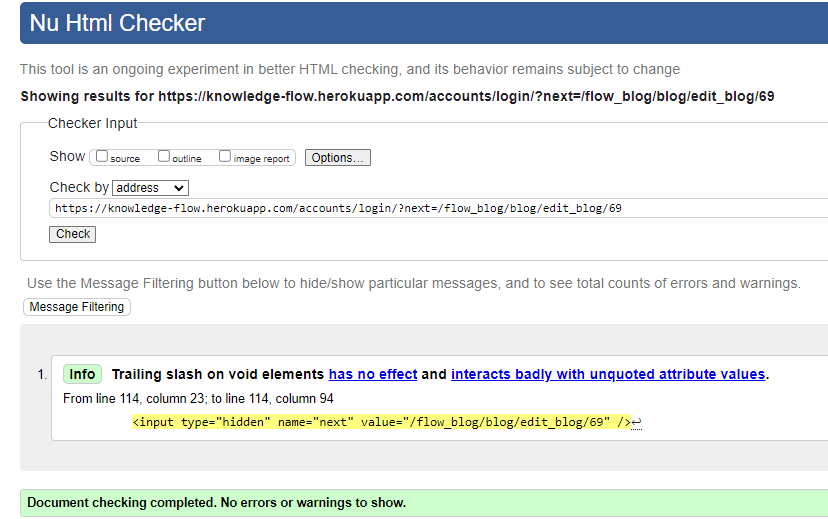 Nu Html Checker
This tool is an ongoing experiment in better HTML checking, and its behavior remains subject to change
Showing results for https://knowledge-flow.herokuapp.com/accounts/login/?next=/flow_blog/blog/edit_blog/69
Checker Input
Show source outline image report Options...
Check by address
https://knowledge-flow.herokuapp.com/accounts/login/?next=/flow_blog/blog/edit_blog/69
Check
Use the Message Filtering button below to hide/show particular messages, and to see total counts of errors and warnings.
Message Filtering
1. Info Trailing slash on void elements has no effect and interacts badly with unquoted attribute values.
From line 114, column 23; to line 114, column 94
<input type="hidden" name="next" value="/flow_blog/blog/edit_blog/69" />↩
Document checking completed. No errors or warnings to show.